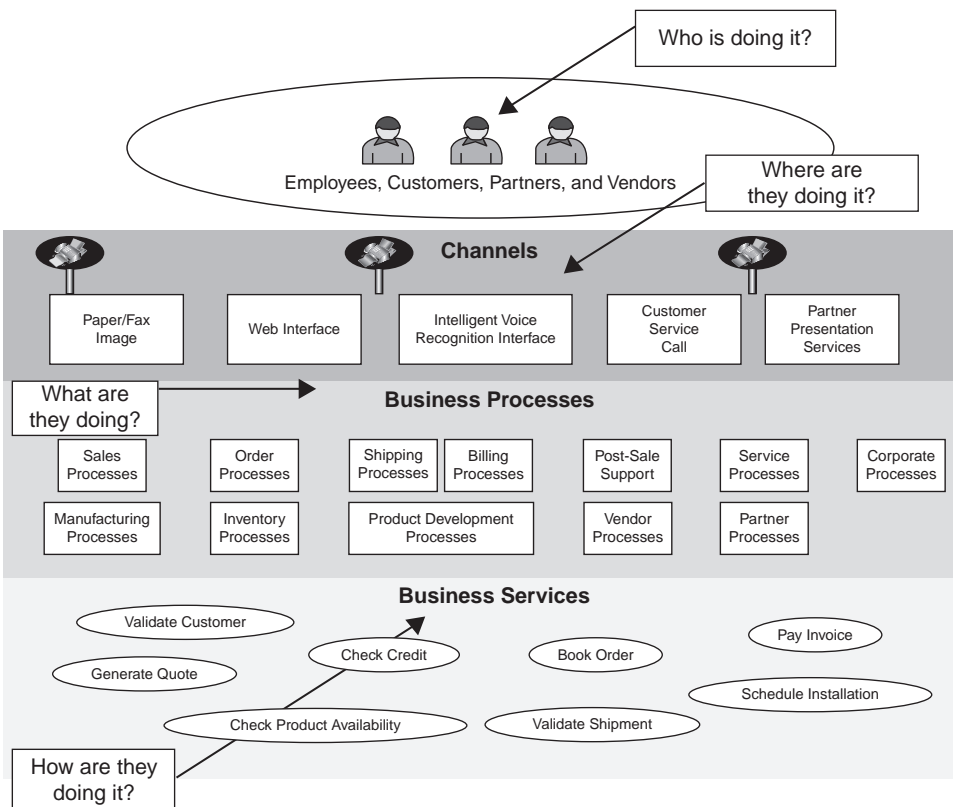 Who is doing it?
Employees, Customers, Partners, and Vendors
Where are
they doing it?
Channels
Paper/Fax
Image
Web Interface
Intelligent Voice
Recognition Interface
Customer
Service
Call
Partner
Presentation
Services
What are
they doing?
Business Processes
Sales
Processes
Order
Processes
Shipping
Processes
Billing
Processes
Post-Sale
Support
Service
Processes
Corporate
Processes
Manufacturing
Processes
Inventory
Processes
Product Development
Processes
Vendor
Processes
Partner
Processes
Business Services
Validate Customer
Check Credit
Book Order
Pay Invoice
Generate Quote
Schedule Installation
Check Product Availability
Validate Shipment
How are they
doing it?